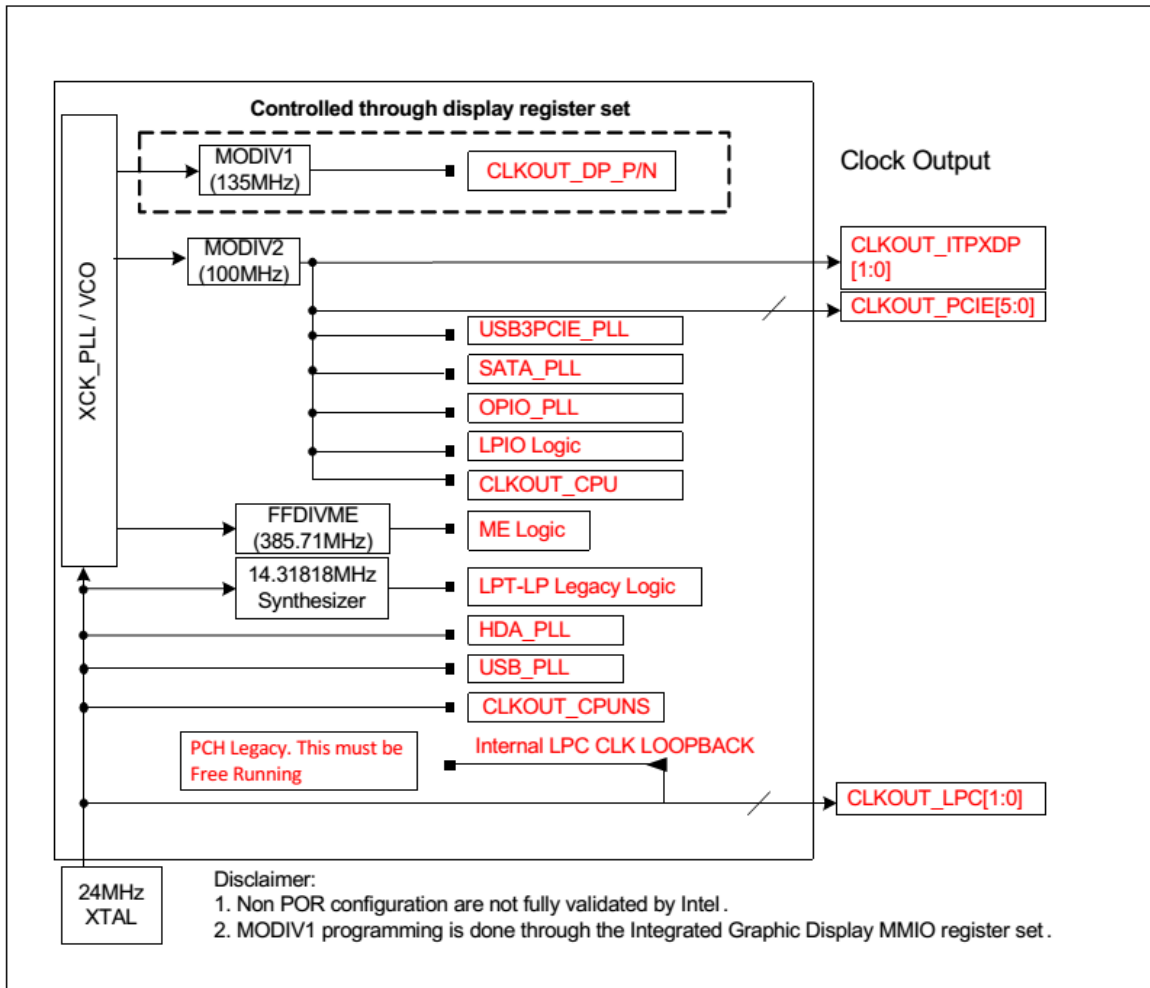 Controlled through display register set
MODIV1
(135MHz)
CLKOUT_DP_P/N
Clock Output
XCK_PLL / VCO
MODIV2
(100MHz)
CLKOUT_ITPXDP
[1:0]
CLKOUT_PCIE[5:0]
USB3PCIE_PLL
SATA_PLL
OPIO_PLL
LPIO Logic
CLKOUT_CPU
FFDIVME
(385.71MHz)
ME Logic
14.31818MHz
Synthesizer
LPT-LP Legacy Logic
HDA_PLL
USB_PLL
CLKOUT_CPUNS
PCH Legacy. This must be
Free Running
Internal LPC CLK LOOPBACK
CLKOUT_LPC[1:0]
24MHz
XTAL
Disclaimer:
1. Non POR configuration are not fully validated by Intel.
2. MODIV1 programming is done through the Integrated Graphic Display MMIO register set.